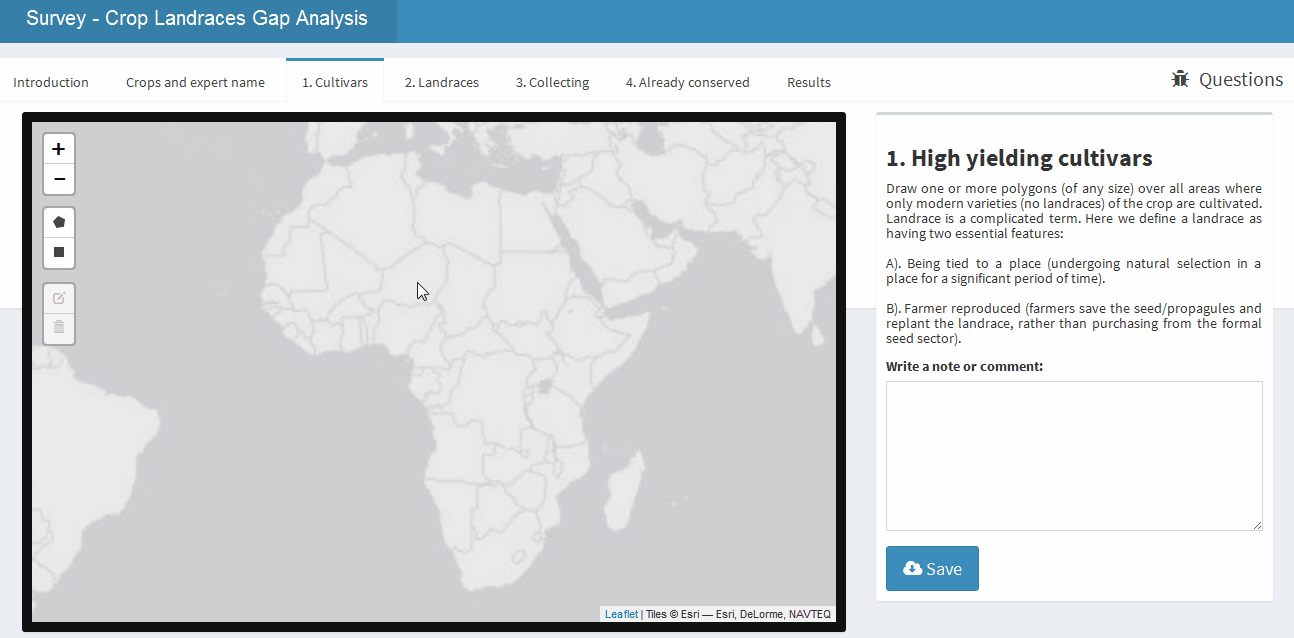 Survey - Crop Landraces Gap Analysis
Introduction
Crops and expert name
1. Cultivars
2. Landraces
3. Collecting
4. Already conserved
Results
+
−
Leaflet | Tiles © Esri — Esri, DeLorme, NAVTEQ
Questions
1. High yielding cultivars
Draw one or more polygons (of any size) over all areas where
only modern varieties (no landraces) of the crop are cultivated.
Landrace is a complicated term. Here we define a landrace as
having two essential features:
A). Being tied to a place (undergoing natural selection in a
place for a significant period of time).
B). Farmer reproduced (farmers save the seed/propagules and
replant the landrace, rather than purchasing from the formal
seed sector).
Write a note or comment:
Save